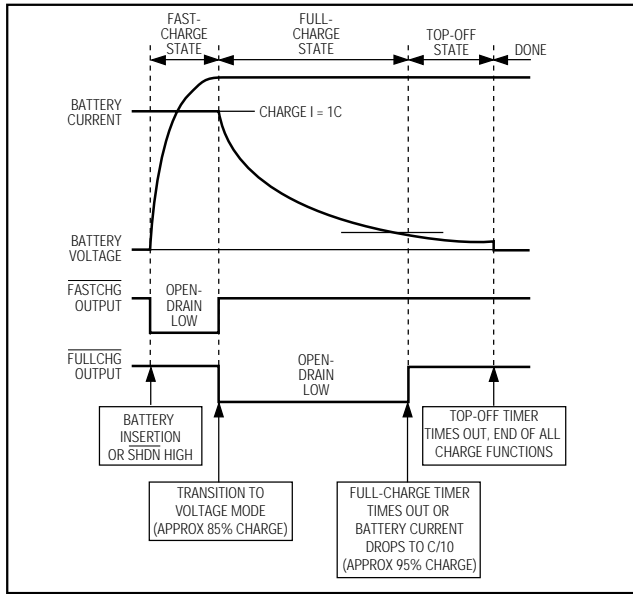 FAST-
CHARGE
STATE
FULL-
CHARGE
STATE
TOP-OFF
STATE
DONE
BATTERY
CURRENT
CHARGE I = 1C
BATTERY
VOLTAGE
FASTCHG
OUTPUT
OPEN-
DRAIN
LOW
FULLCHG
OUTPUT
OPEN-
DRAIN
LOW
BATTERY
INSERTION
OR SHDN HIGH
TOP-OFF TIMER
TIMES OUT, END OF ALL
CHARGE FUNCTIONS
TRANSITION TO
VOLTAGE MODE
(APPROX 85% CHARGE)
FULL-CHARGE TIMER
TIMES OUT OR
BATTERY CURRENT
DROPS TO C/10
(APPROX 95% CHARGE)